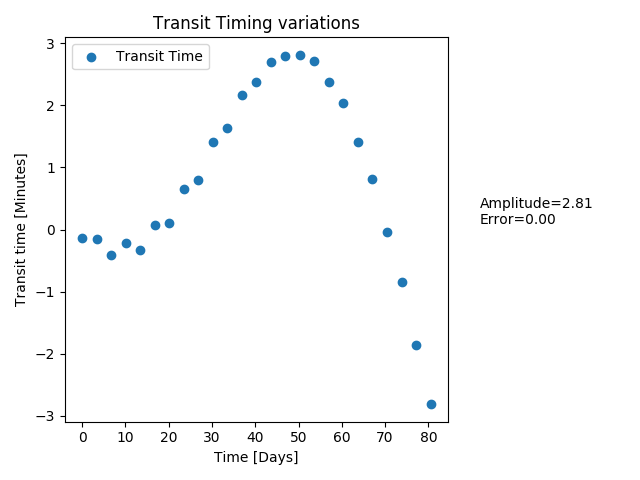 Transit Timing variations
Transit Time
Transit time [Minutes]
3
2
1
0
−1
−2
−3
0 10 20 30 40 50 60 70 80
Time [Days]
Amplitude=2.81
Error=0.00